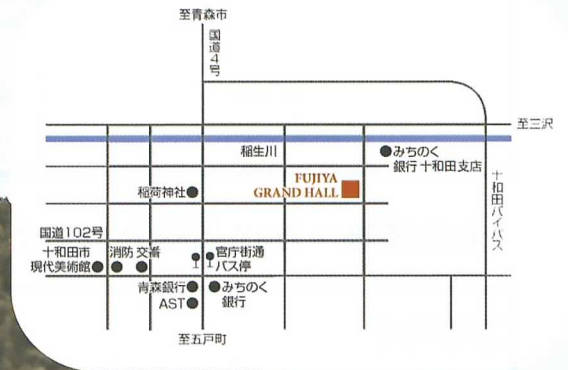 至青森市
国道4号
至三沢
稲生川
みちのく
銀行 十和田支店
FUJIYA
GRAND HALL
十和田バイパス
稲荷神社
国道102号
十和田市
現代美術館
消防
交番
官庁街通
バス停
青森銀行
AST
みちのく
銀行
至五戸町